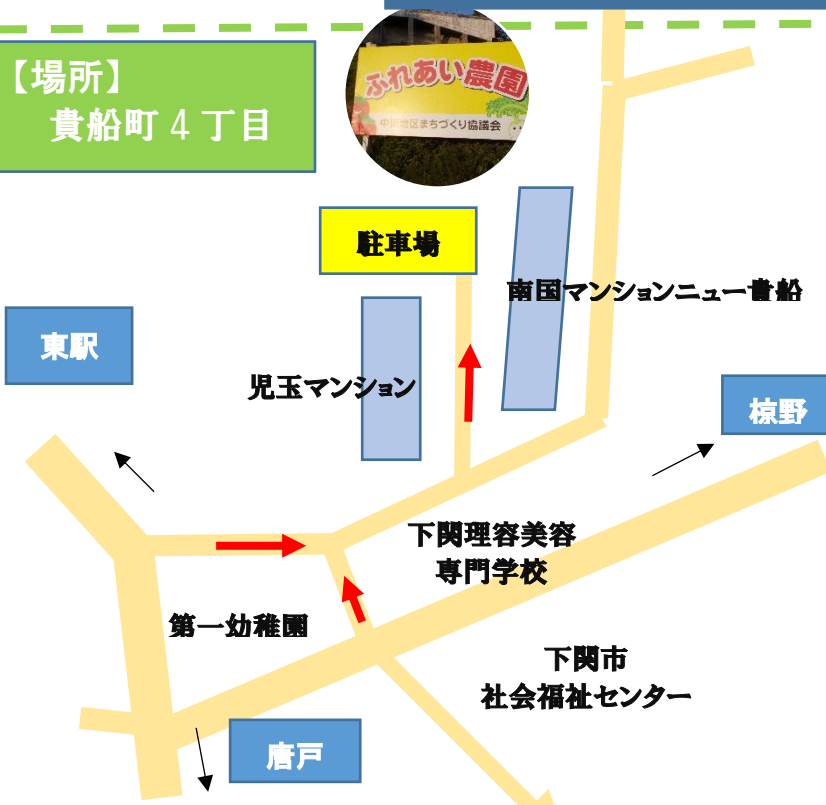 【場所】
貴船町4丁目
ふれあい農園
中部地区まちづくり協議会
駐車場
南国マンションニュー貴船
東駅
児玉マンション
椋野
下関理容美容
専門学校
第一幼稚園
下関市
社会福祉センター
唐戸